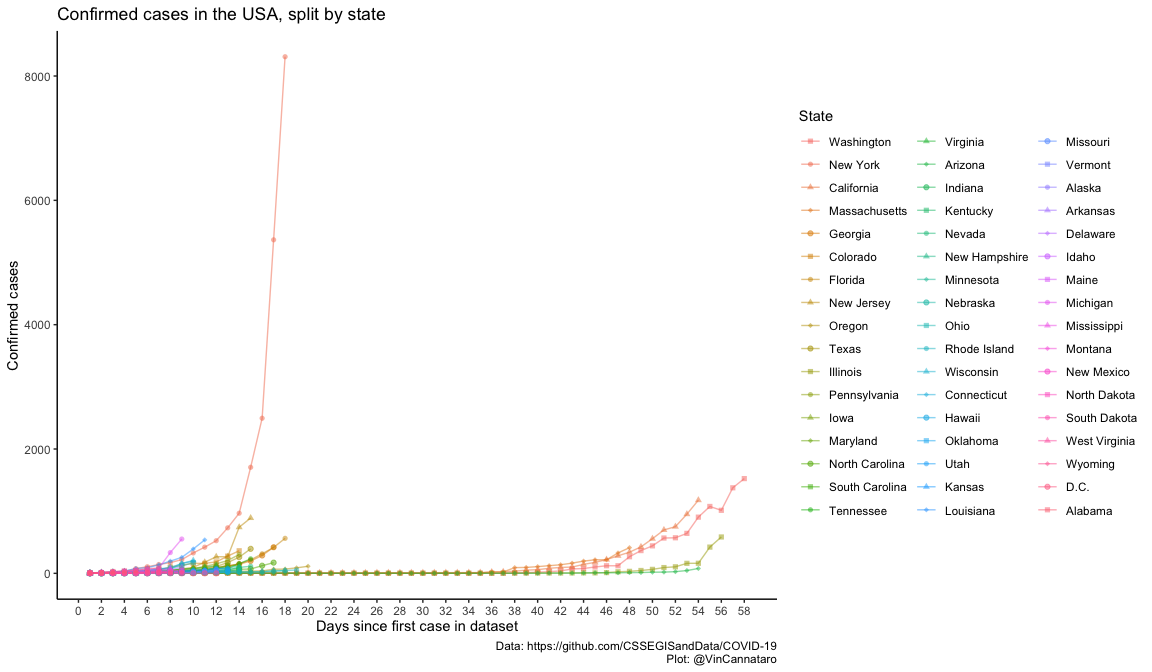 Confirmed cases in the USA, split by state
8000
6000
4000
2000
0
Confirmed cases
0 2 4 6 8 10 12 14 16 18 20 22 24 26 28 30 32 34 36 38 40 42 44 46 48 50 52 54 56 58
Days since first case in dataset
Data: https://github.com/CSSEGISandData/COVID-19
Plot: @VinCannataro
State
Washington
New York
California
Massachusetts
Georgia
Colorado
Florida
New Jersey
Oregon
Texas
Illinois
Pennsylvania
Iowa
Maryland
North Carolina
South Carolina
Tennessee
Virginia
Arizona
Indiana
Kentucky
Nevada
New Hampshire
Minnesota
Nebraska
Ohio
Rhode Island
Wisconsin
Connecticut
Hawaii
Oklahoma
Utah
Kansas
Louisiana
Missouri
Vermont
Alaska
Arkansas
Delaware
Idaho
Maine
Michigan
Mississippi
Montana
New Mexico
North Dakota
South Dakota
West Virginia
Wyoming
D.C.
Alabama